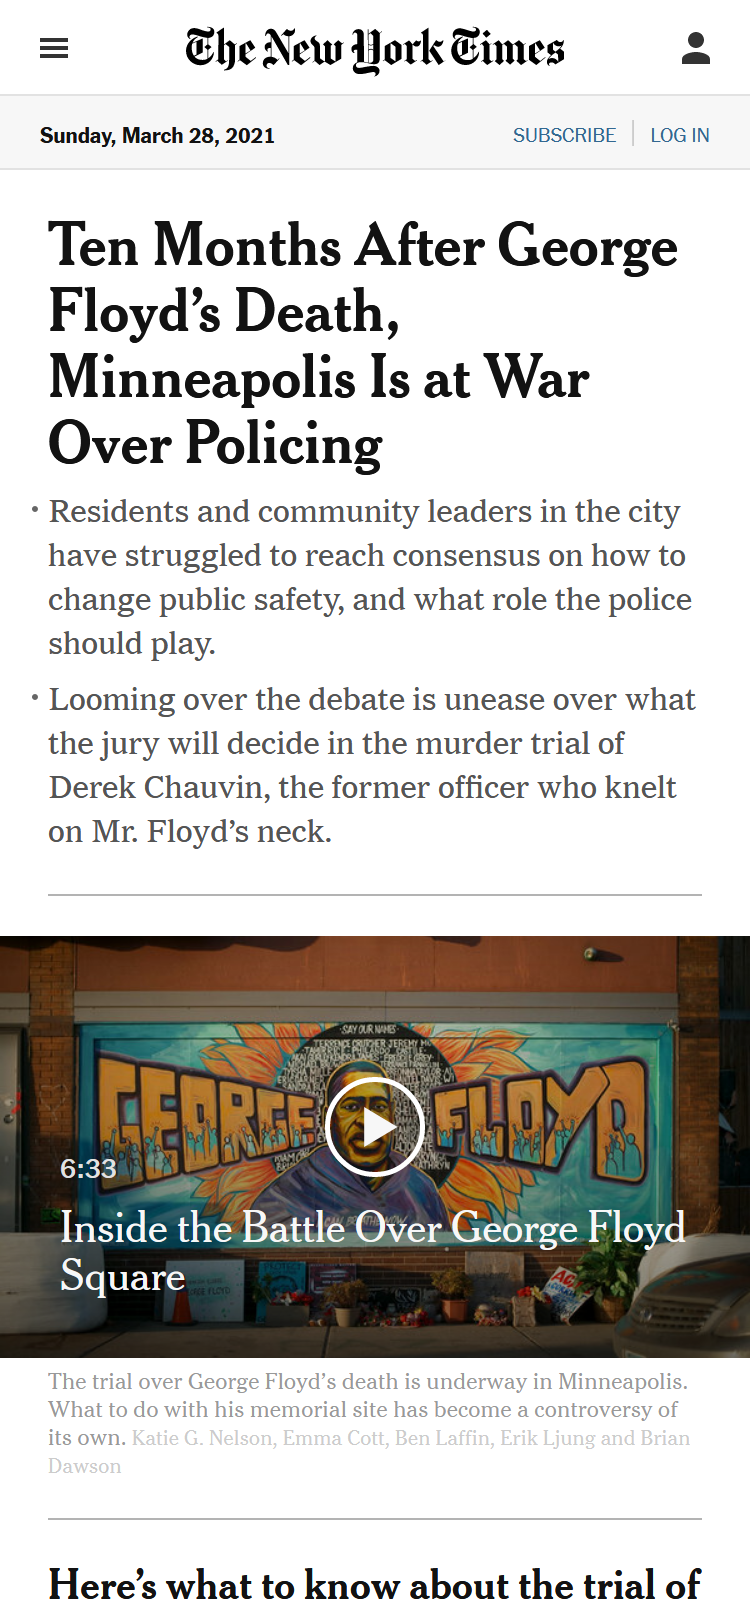 The New York Times
Sunday, March 28, 2021
SUBSCRIBE
LOG IN
Ten Months After George
Floyd’s Death,
Minneapolis Is at War
Over Policing
• Residents and community leaders in the city
have struggled to reach consensus on how to
change public safety, and what role the police
should play.
• Looming over the debate is unease over what
the jury will decide in the murder trial of
Derek Chauvin, the former officer who knelt
on Mr. Floyd’s neck.
SAY OUR NAMES
TERRENCE CRUTCHER JEREMY
GEORGE FLOYD
6:33
Inside the Battle Over George Floyd
Square
The trial over George Floyd’s death is underway in Minneapolis.
What to do with his memorial site has become a controversy of
its own. Katie G. Nelson, Emma Cott, Ben Laffin, Erik Ljung and Brian
Dawson
Here’s what to know about the trial of